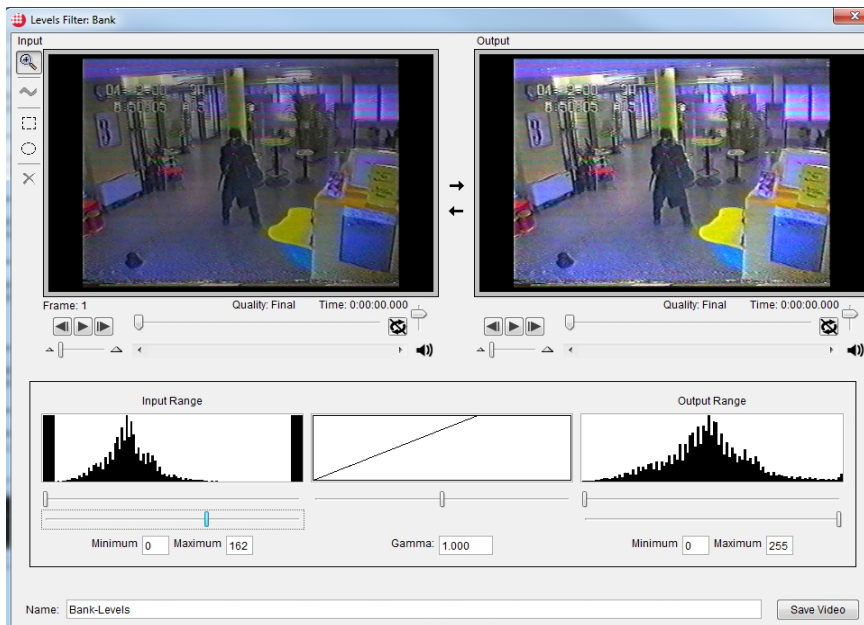 Levels Filter: Bank
Input
Output
Frame: 1
Quality: Final
Time: 0:00:00.000
Quality: Final
Time: 0:00:00.000
Input Range
Output Range
Minimum 0 Maximum 162
Gamma: 1.000
Minimum 0 Maximum 255
Name: Bank-Levels
Save Video